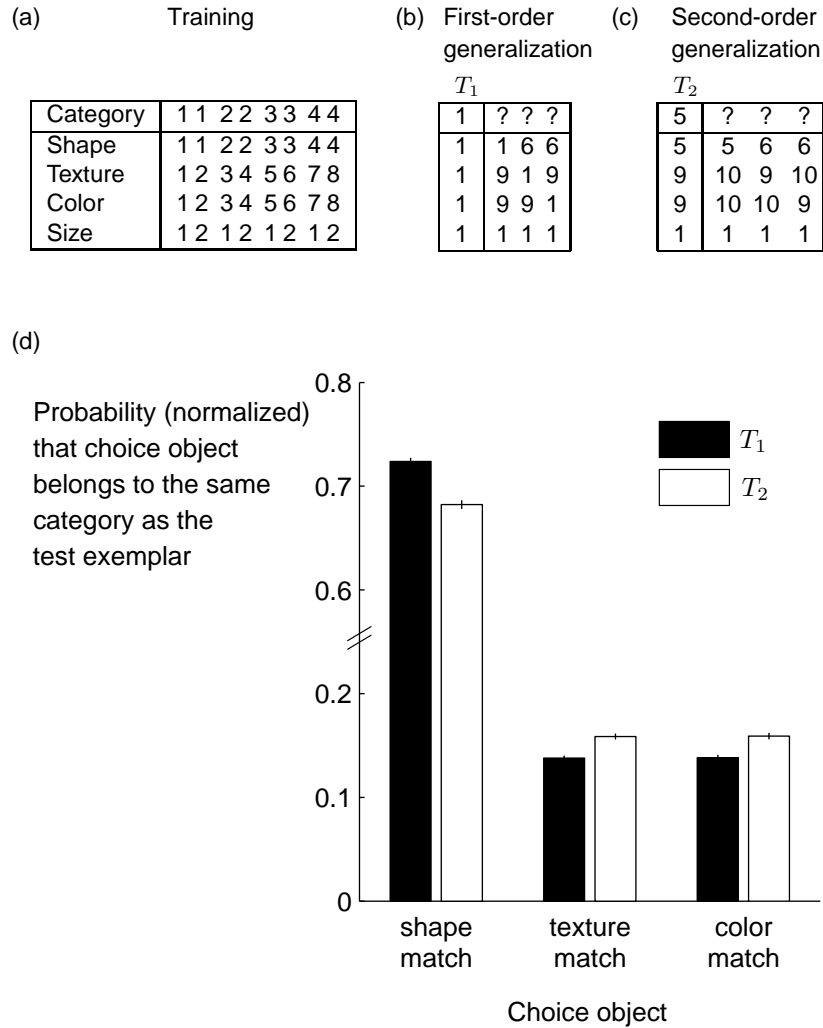 (a) Training
Category 1 1 2 2 3 3 4 4
Shape 1 1 2 2 3 3 4 4
Texture 1 2 3 4 5 6 7 8
Color 1 2 3 4 5 6 7 8
Size 1 2 1 2 1 2 1 2
(b) First-order
generalization
T1
1 ? ? ?
1 1 6 6
1 9 1 9
1 9 9 1
1 1 1 1
(c) Second-order
generalization
T2
5 ? ? ?
5 5 6 6
9 10 9 10
9 10 10 9
1 1 1 1
(d)
Probability (normalized)
that choice object
belongs to the same
category as the
test exemplar
0.8
0.7
0.6
0.2
0.1
0
T1
T2
shape
match
texture
match
color
match
Choice object